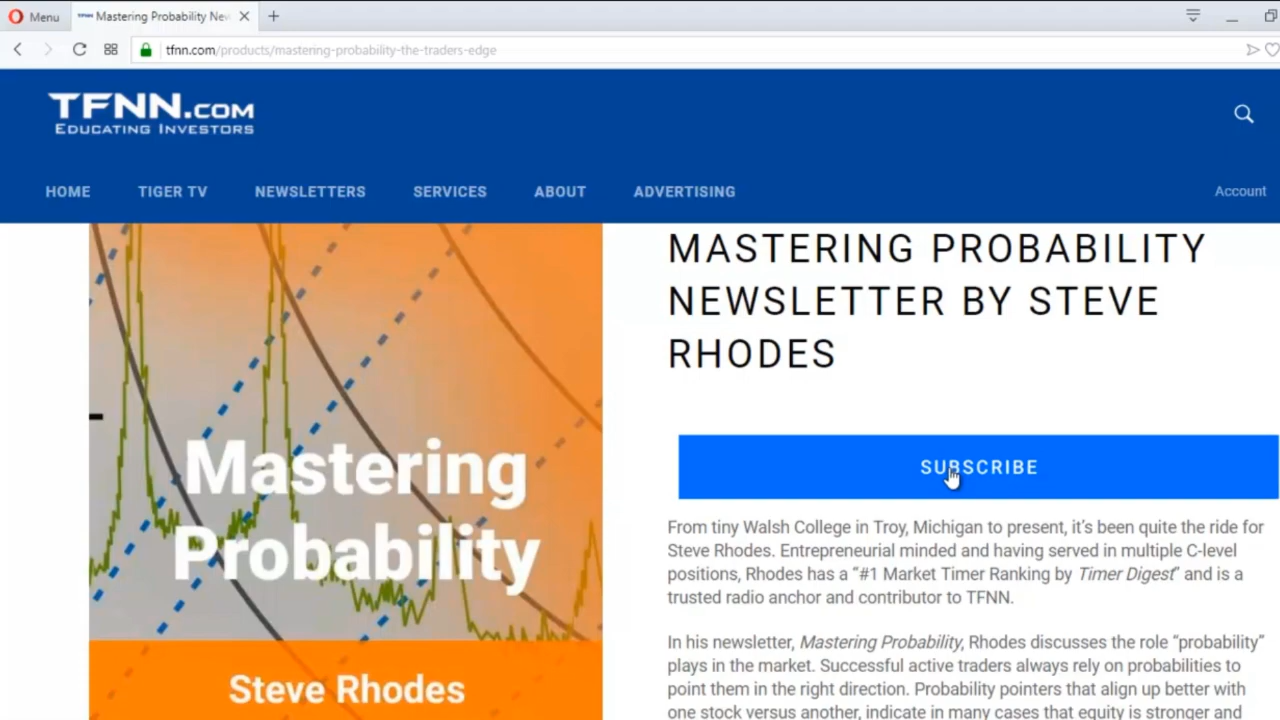 Menu
Mastering Probability New
tfnn.com/products/mastering-probability-the-traders-edge
TFNN.COM
EDUCATING INVESTORS
HOME
TIGER TV
NEWSLETTERS
SERVICES
ABOUT
ADVERTISING
Account
Mastering
Probability
Steve Rhodes
MASTERING PROBABILITY
NEWSLETTER BY STEVE
RHODES
SUBSCRIBE
From tiny Walsh College in Troy, Michigan to present, it's been quite the ride for
Steve Rhodes. Entrepreneurial minded and having served in multiple C-level
positions, Rhodes has a “#1 Market Timer Ranking by Timer Digest” and is a
trusted radio anchor and contributor to TFNN.
In his newsletter, Mastering Probability, Rhodes discusses the role “probability”
plays in the market. Successful active traders always rely on probabilities to
point them in the right direction. Probability pointers that align up better with
one stock versus another, indicate in many cases that equity is stronger and